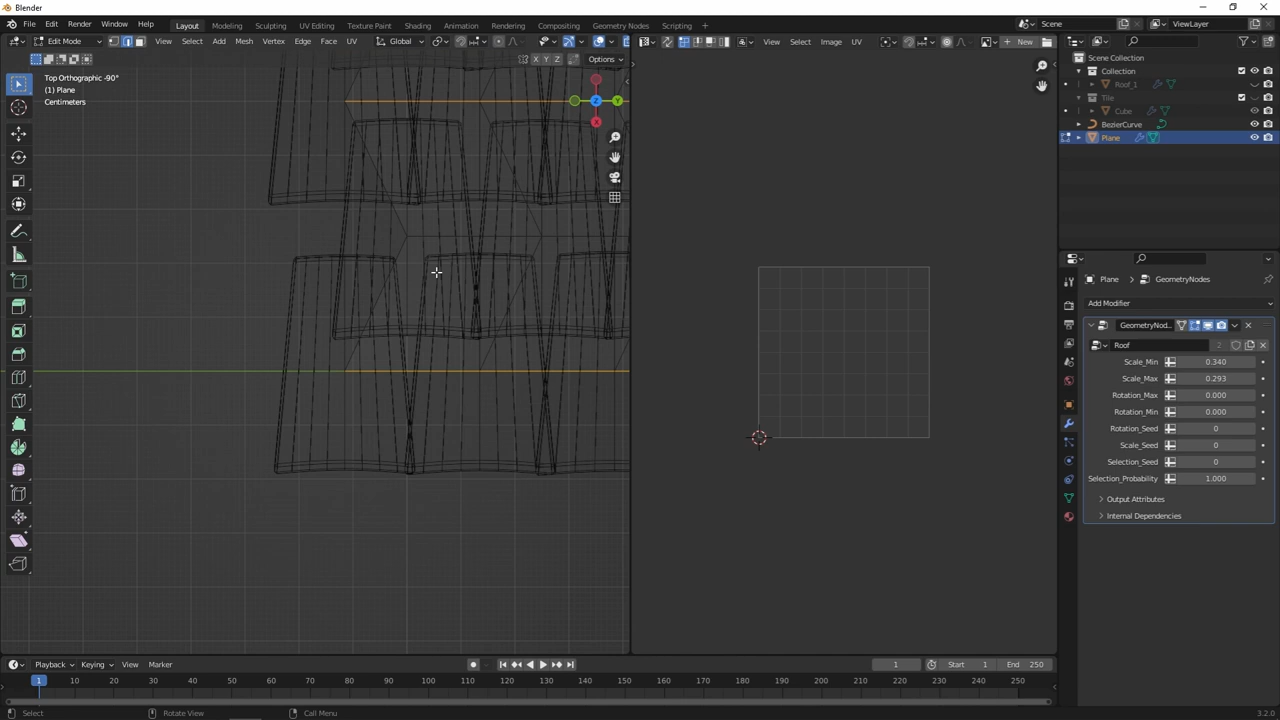 Blender
File Edit Render Window Help
Layout Modeling Sculpting UV Editing Texture Paint Shading Animation Rendering Compositing Geometry Nodes Scripting +
Scene ViewLayer
Edit Mode View Select Add Mesh Vertex Edge Face UV Global
View Select Image UV + New
X Y Z Options
Top Orthographic -90°
(1) Plane
Centimeters
Z Y X
Scene Collection
Collection
Roof_1
Tile
Cube
BezierCurve
Plane
Plane > GeometryNodes
Add Modifier
GeometryNod..
Roof 2
Scale_Min 0.340
Scale_Max 0.293
Rotation_Max 0.000
Rotation_Min 0.000
Rotation_Seed 0
Scale_Seed 0
Selection_Seed 0
Selection_Probability 1.000
Output Attributes
Internal Dependencies
Playback Keying View Marker 1 Start 1 End 250
1 10 20 30 40 50 60 70 80 90 100 110 120 130 140 150 160 170 180 190 200 210 220 230 240 250
Select Rotate View Call Menu 3.2.0